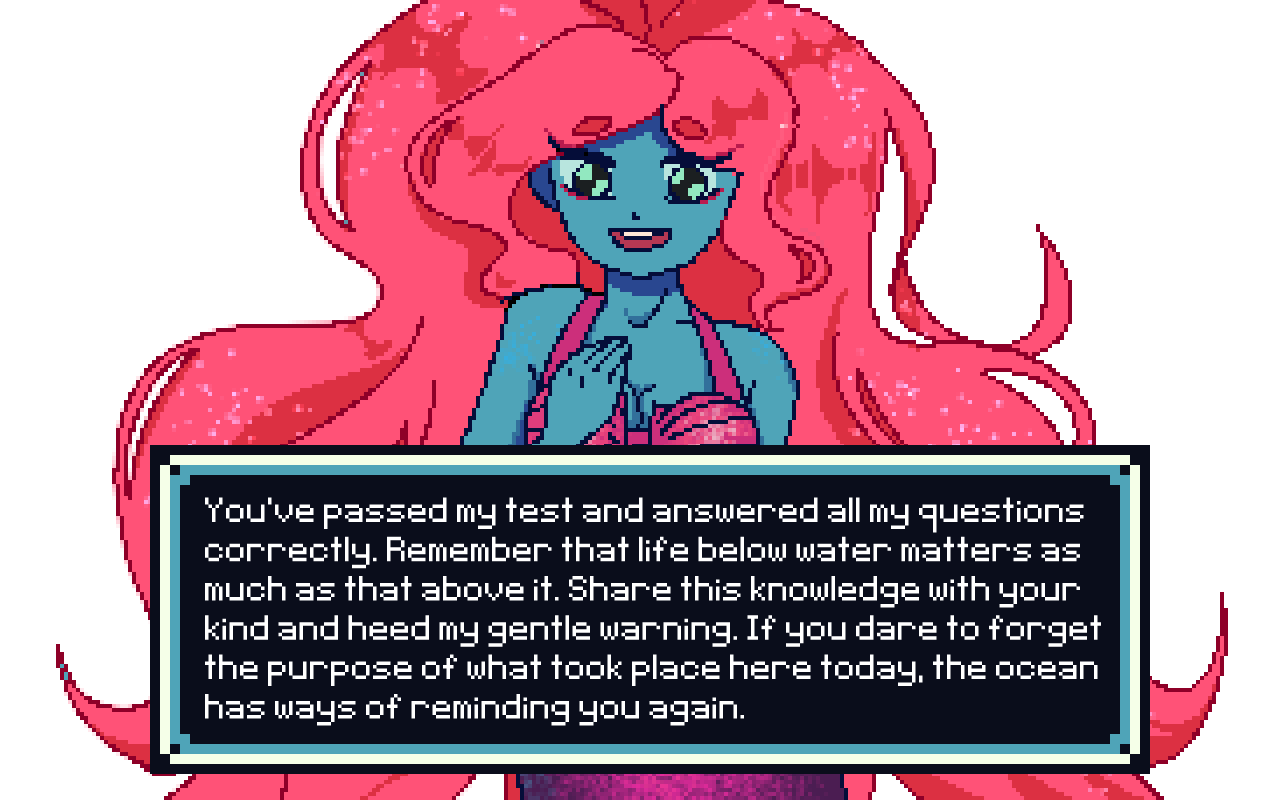 You've passed my test and answered all my questions
correctly. Remember that life below water matters as
much as that above it. Share this knowledge with your
kind and heed my gentle warning. If you dare to forget
the purpose of what took place here today, the ocean
has ways of reminding you again.